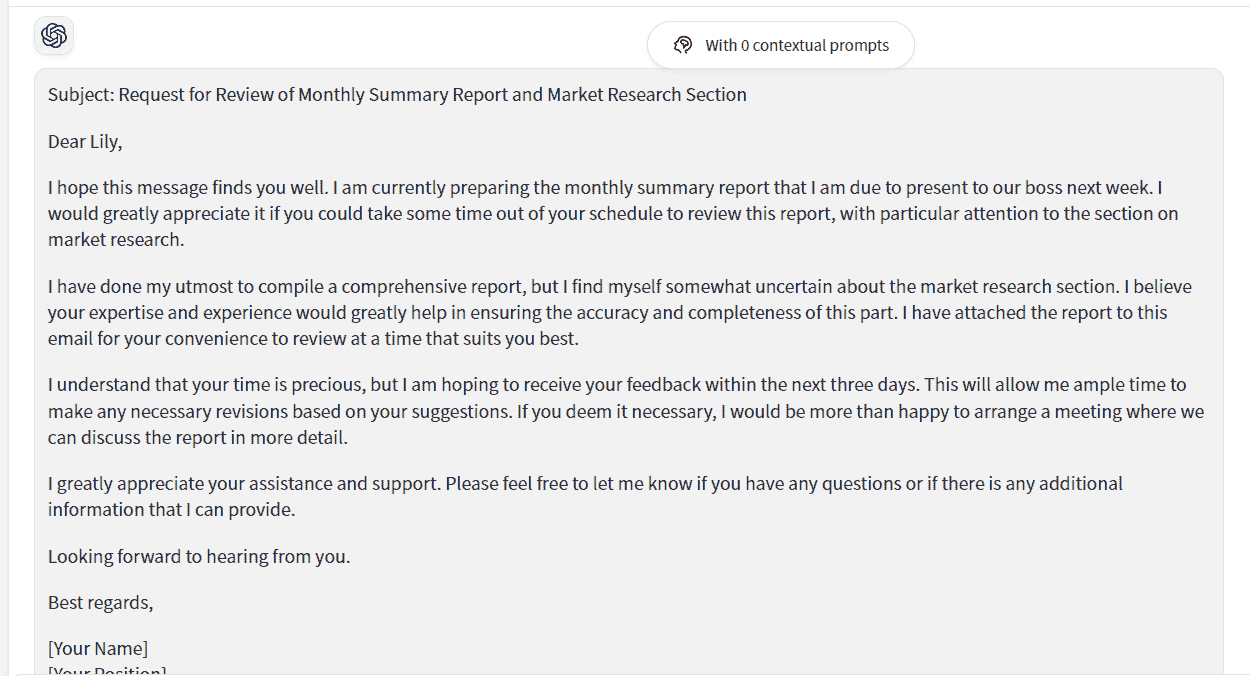 With 0 contextual prompts
Subject: Request for Review of Monthly Summary Report and Market Research Section
Dear Lily,
I hope this message finds you well. I am currently preparing the monthly summary report that I am due to present to our boss next week. I
would greatly appreciate it if you could take some time out of your schedule to review this report, with particular attention to the section on
market research.
I have done my utmost to compile a comprehensive report, but I find myself somewhat uncertain about the market research section. I believe
your expertise and experience would greatly help in ensuring the accuracy and completeness of this part. I have attached the report to this
email for your convenience to review at a time that suits you best.
I understand that your time is precious, but I am hoping to receive your feedback within the next three days. This will allow me ample time to
make any necessary revisions based on your suggestions. If you deem it necessary, I would be more than happy to arrange a meeting where we
can discuss the report in more detail.
I greatly appreciate your assistance and support. Please feel free to let me know if you have any questions or if there is any additional
information that I can provide.
Looking forward to hearing from you.
Best regards,
[Your Name]
[Your Position]